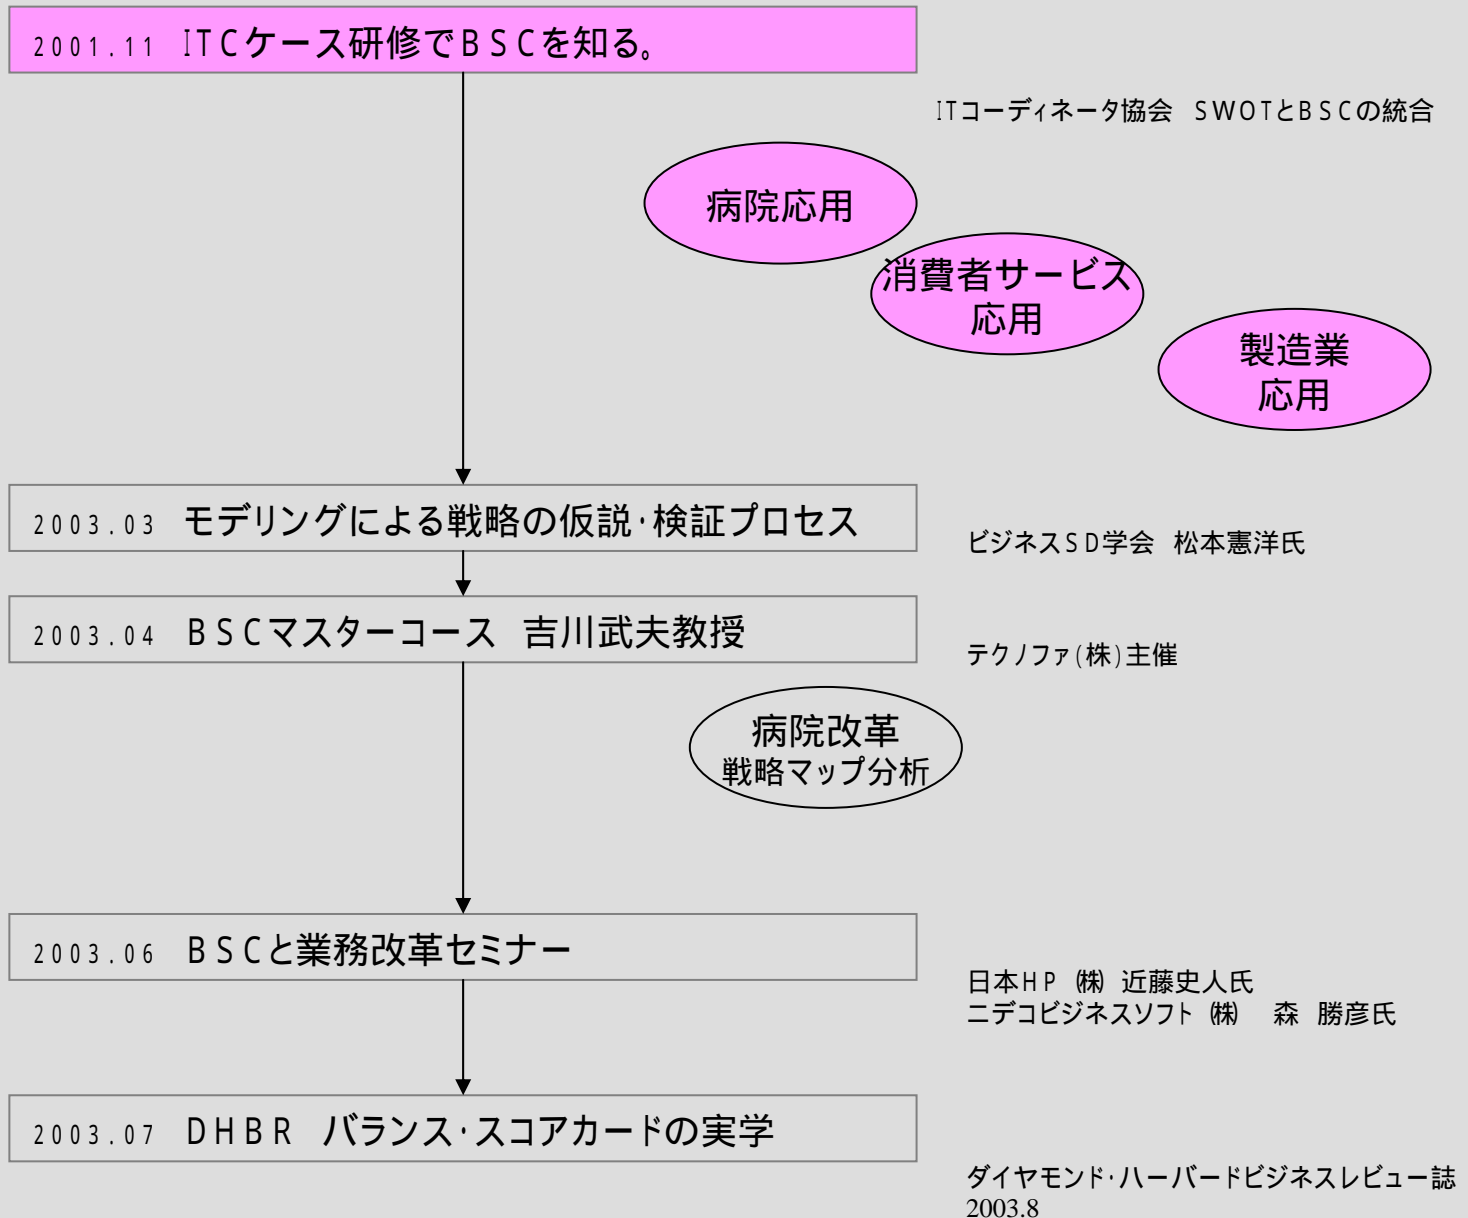 2001.11 ITCケース研修でBSCを知る。
ITコーディネータ協会 SWOTとBSCの統合
病院応用
消費者サービス
応用
製造業
応用
2003.03 モデリングによる戦略の仮説・検証プロセス
ビジネスSD学会 松本憲洋氏
2003.04 BSCマスターコース 吉川武夫教授
テクノファ(株)主催
病院改革
戦略マップ分析
2003.06 BSCと業務改革セミナー
日本HP ㈱ 近藤史人氏
ニデコビジネスソフト ㈱ 森 勝彦氏
2003.07 DHBR バランス・スコアカードの実学
ダイヤモンド・ハーバードビジネスレビュー誌
2003.8